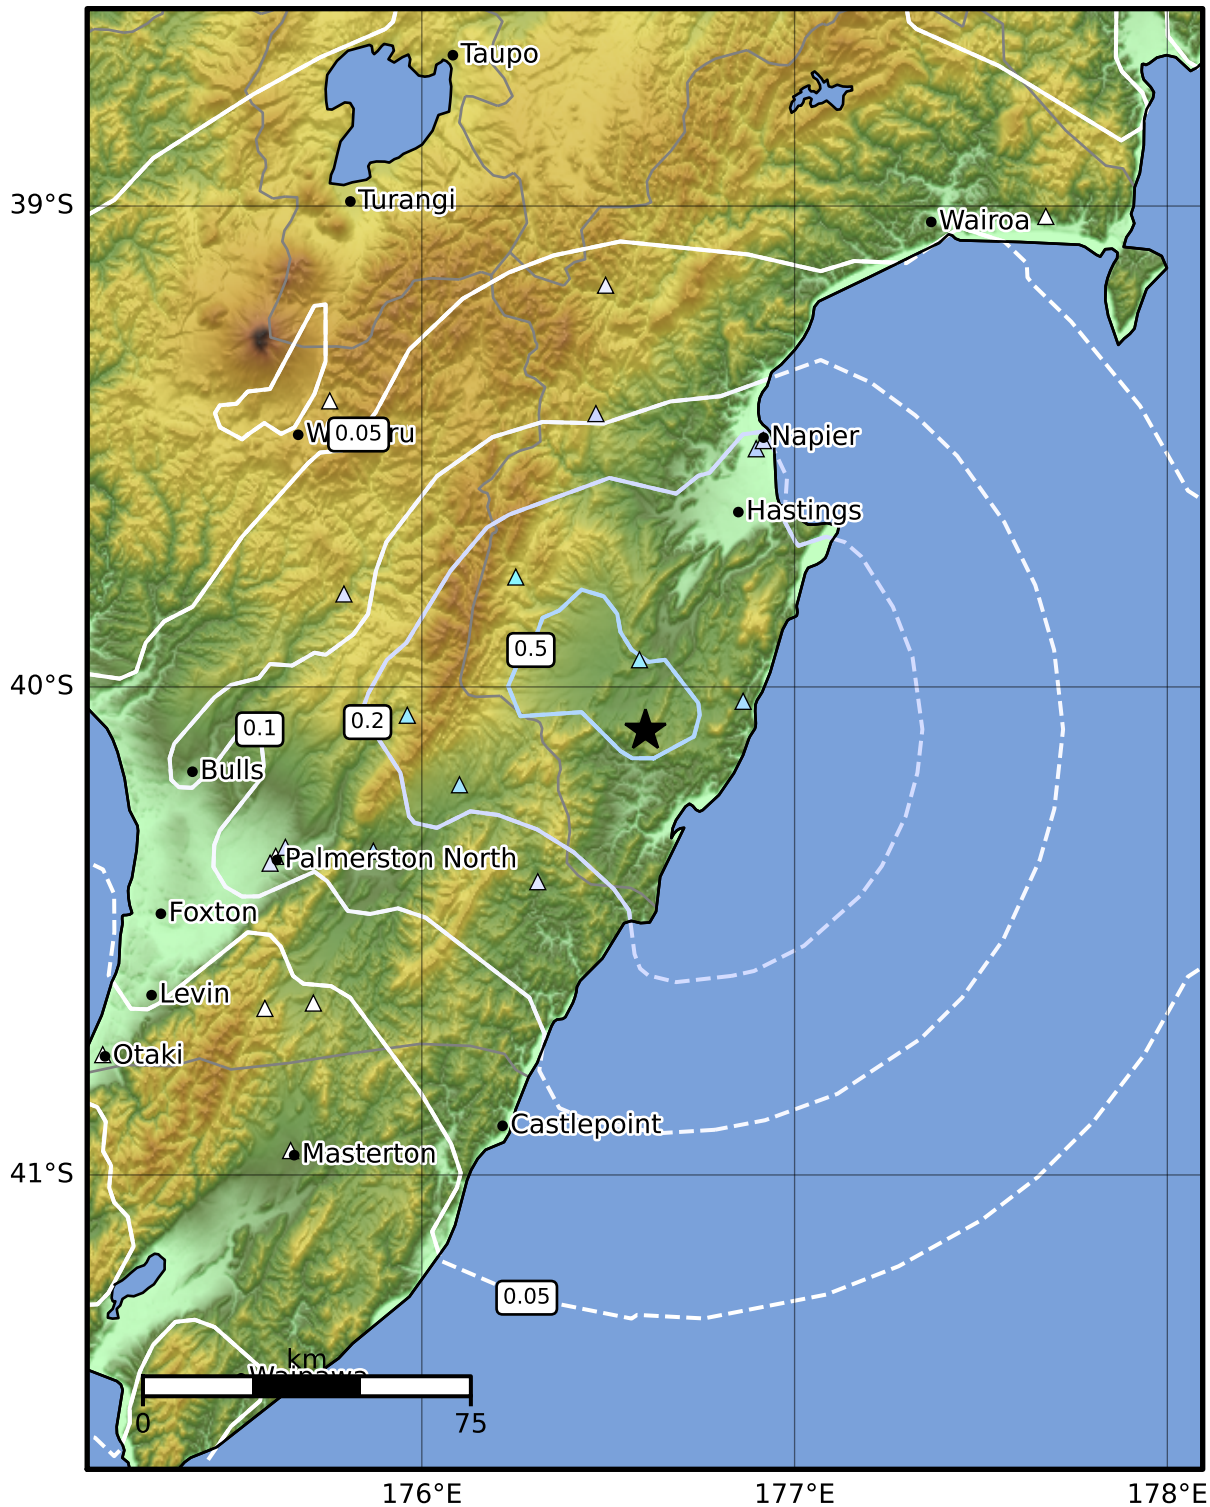 Taupo
39°S
Turangi
Wairoa
0.05
Napier
Hastings
0.5
40°S
0.2
0.1
Bulls
Palmerston North
Foxton
Levin
Otaki
Castlepoint
Masterton
41°S
0.05
km
0 75
176°E 177°E 178°E